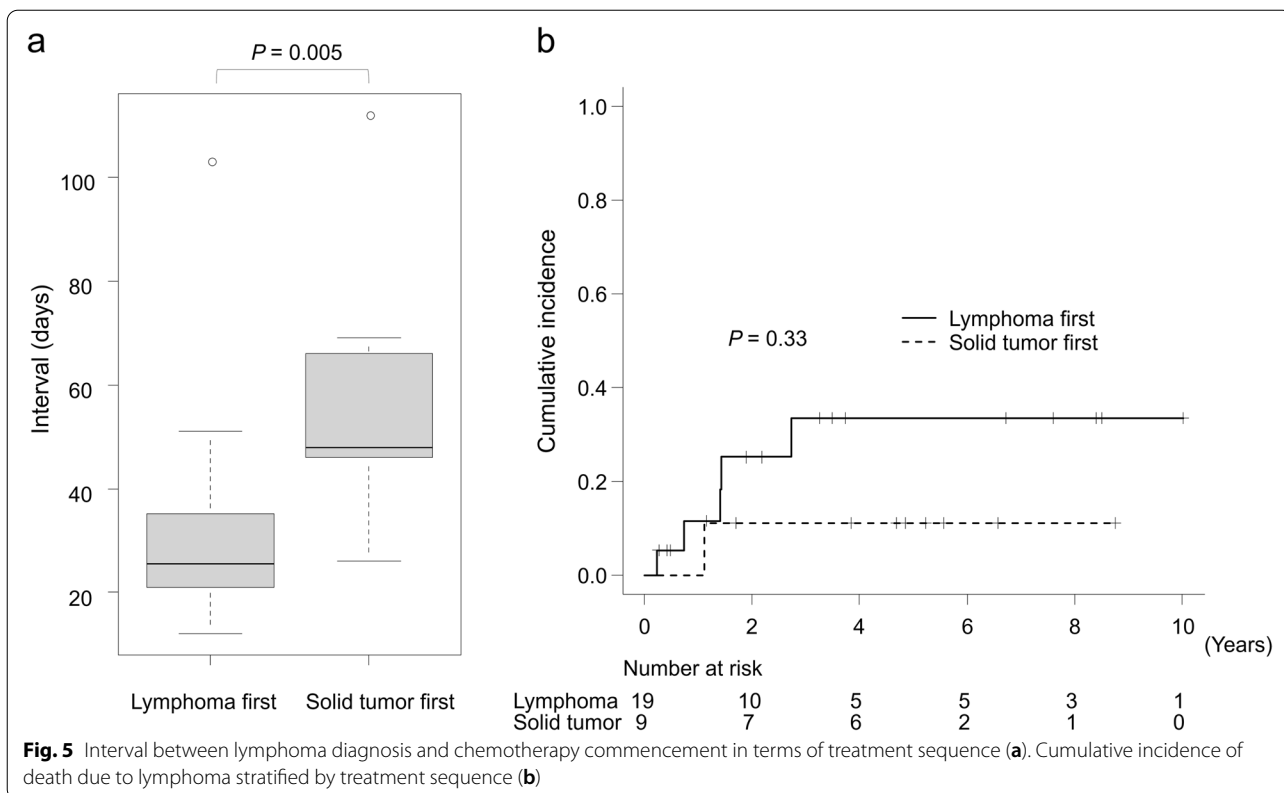 a
P = 0.005
Interval (days)
100
80
60
40
20
Lymphoma first Solid tumor first
b
Cumulative incidence
1.0
0.8
0.6
0.4
0.2
0.0
P = 0.33
Lymphoma first
Solid tumor first
0 2 4 6 8 10
(Years)
Number at risk
Lymphoma 19 10 5 5 3 1
Solid tumor 9 7 6 2 1 0
Fig. 5 Interval between lymphoma diagnosis and chemotherapy commencement in terms of treatment sequence (a). Cumulative incidence of
death due to lymphoma stratified by treatment sequence (b)